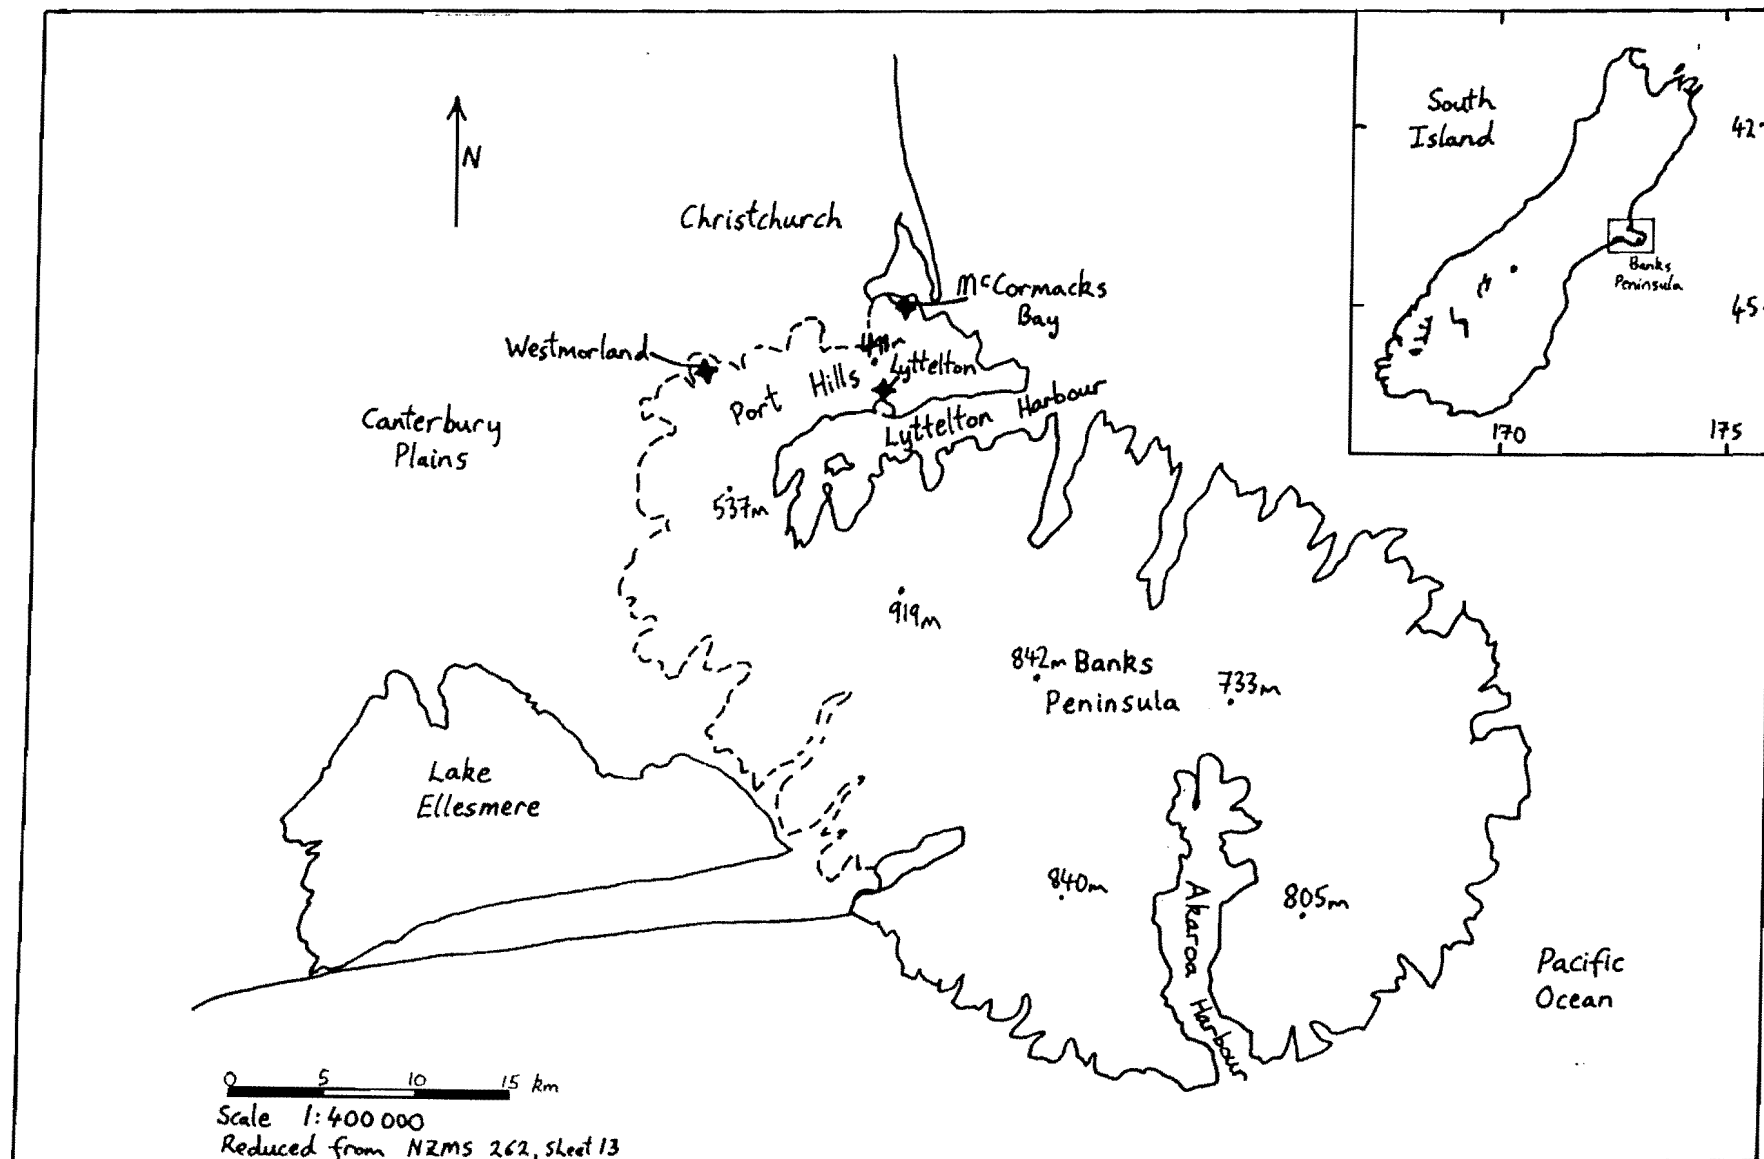 N
Christchurch
McCormacks
Bay
Westmorland
Lyttelton
Port Hills
Lyttelton Harbour
Canterbury
Plains
537m
919m
842m
Banks
Peninsula
733m
Lake
Ellesmere
840m
805m
Akaroa Harbour
Pacific
Ocean
0 5 10 15 km
Scale 1:400 000
Reduced from NZMS 262, Sheet 13
South
Island
42
Banks
Peninsula
45
170 175